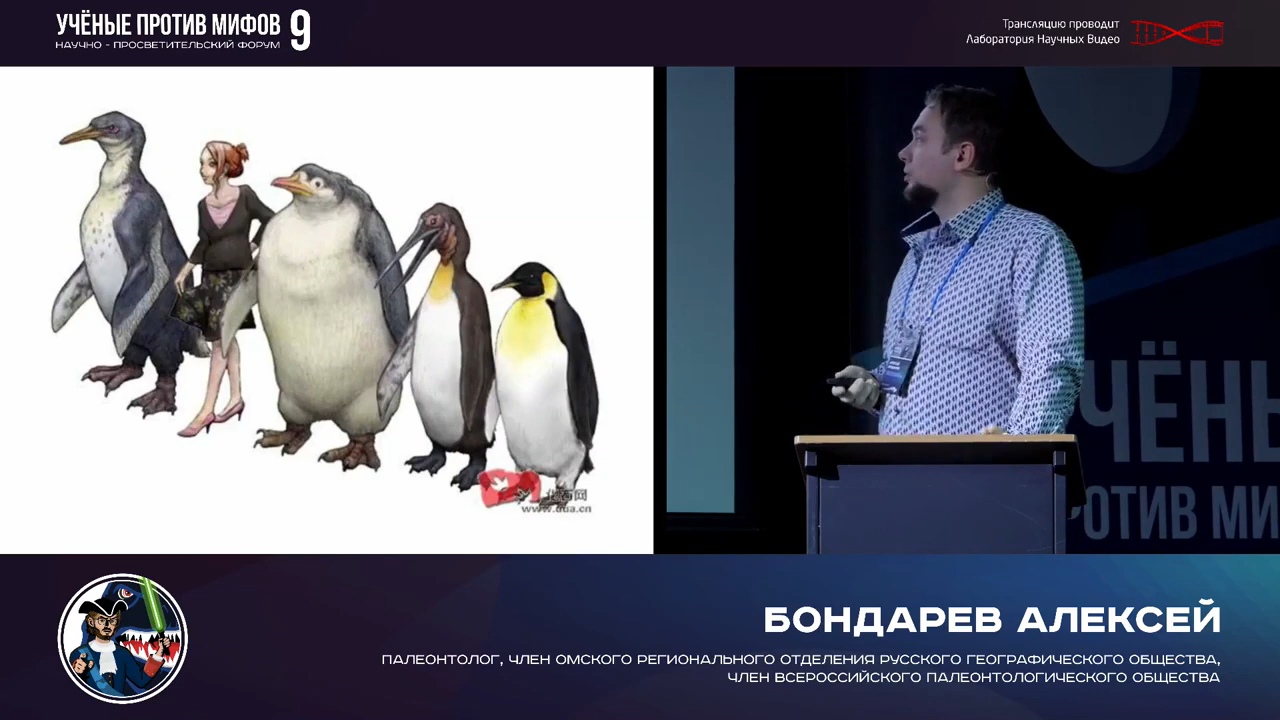 УЧЁНЫЕ ПРОТИВ МИФОВ 9
НАУЧНО - ПРОСВЕТИТЕЛЬСКИЙ ФОРУМ
Трансляцию проводит
Лаборатория Научных Видео
www.dua.cn
ЧЁНЫ
РОТИВ МИ
БОНДАРЕВ АЛЕКСЕЙ
ПАЛЕОНТОЛОГ, ЧЛЕН ОМСКОГО РЕГИОНАЛЬНОГО ОТДЕЛЕНИЯ РУССКОГО ГЕОГРАФИЧЕСКОГО ОБЩЕСТВА,
ЧЛЕН ВСЕРОССИЙСКОГО ПАЛЕОНТОЛОГИЧЕСКОГО ОБЩЕСТВА